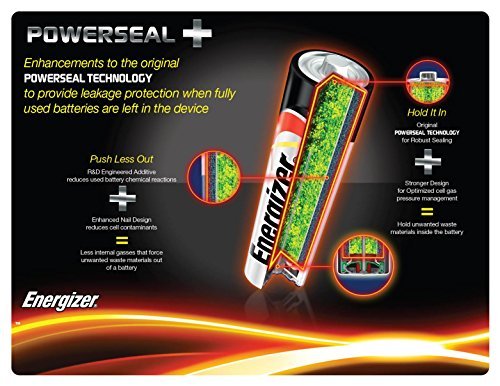 POWERSEAL +
Enhancements to the original
POWERSEAL TECHNOLOGY
to provide leakage protection when fully
used batteries are left in the device
Push Less Out
R&D Engineered Additive
reduces used battery chemical reactions
+
Enhanced Nail Design
reduces cell contaminants
=
Less internal gasses that force
unwanted waste materials out
of a battery
Energizer
Hold It In
Original
POWERSEAL TECHNOLOGY
for Robust Sealing
+
Stronger Design
for Optimized cell gas
pressure management
=
Hold unwanted waste
materials inside the battery
Energizer